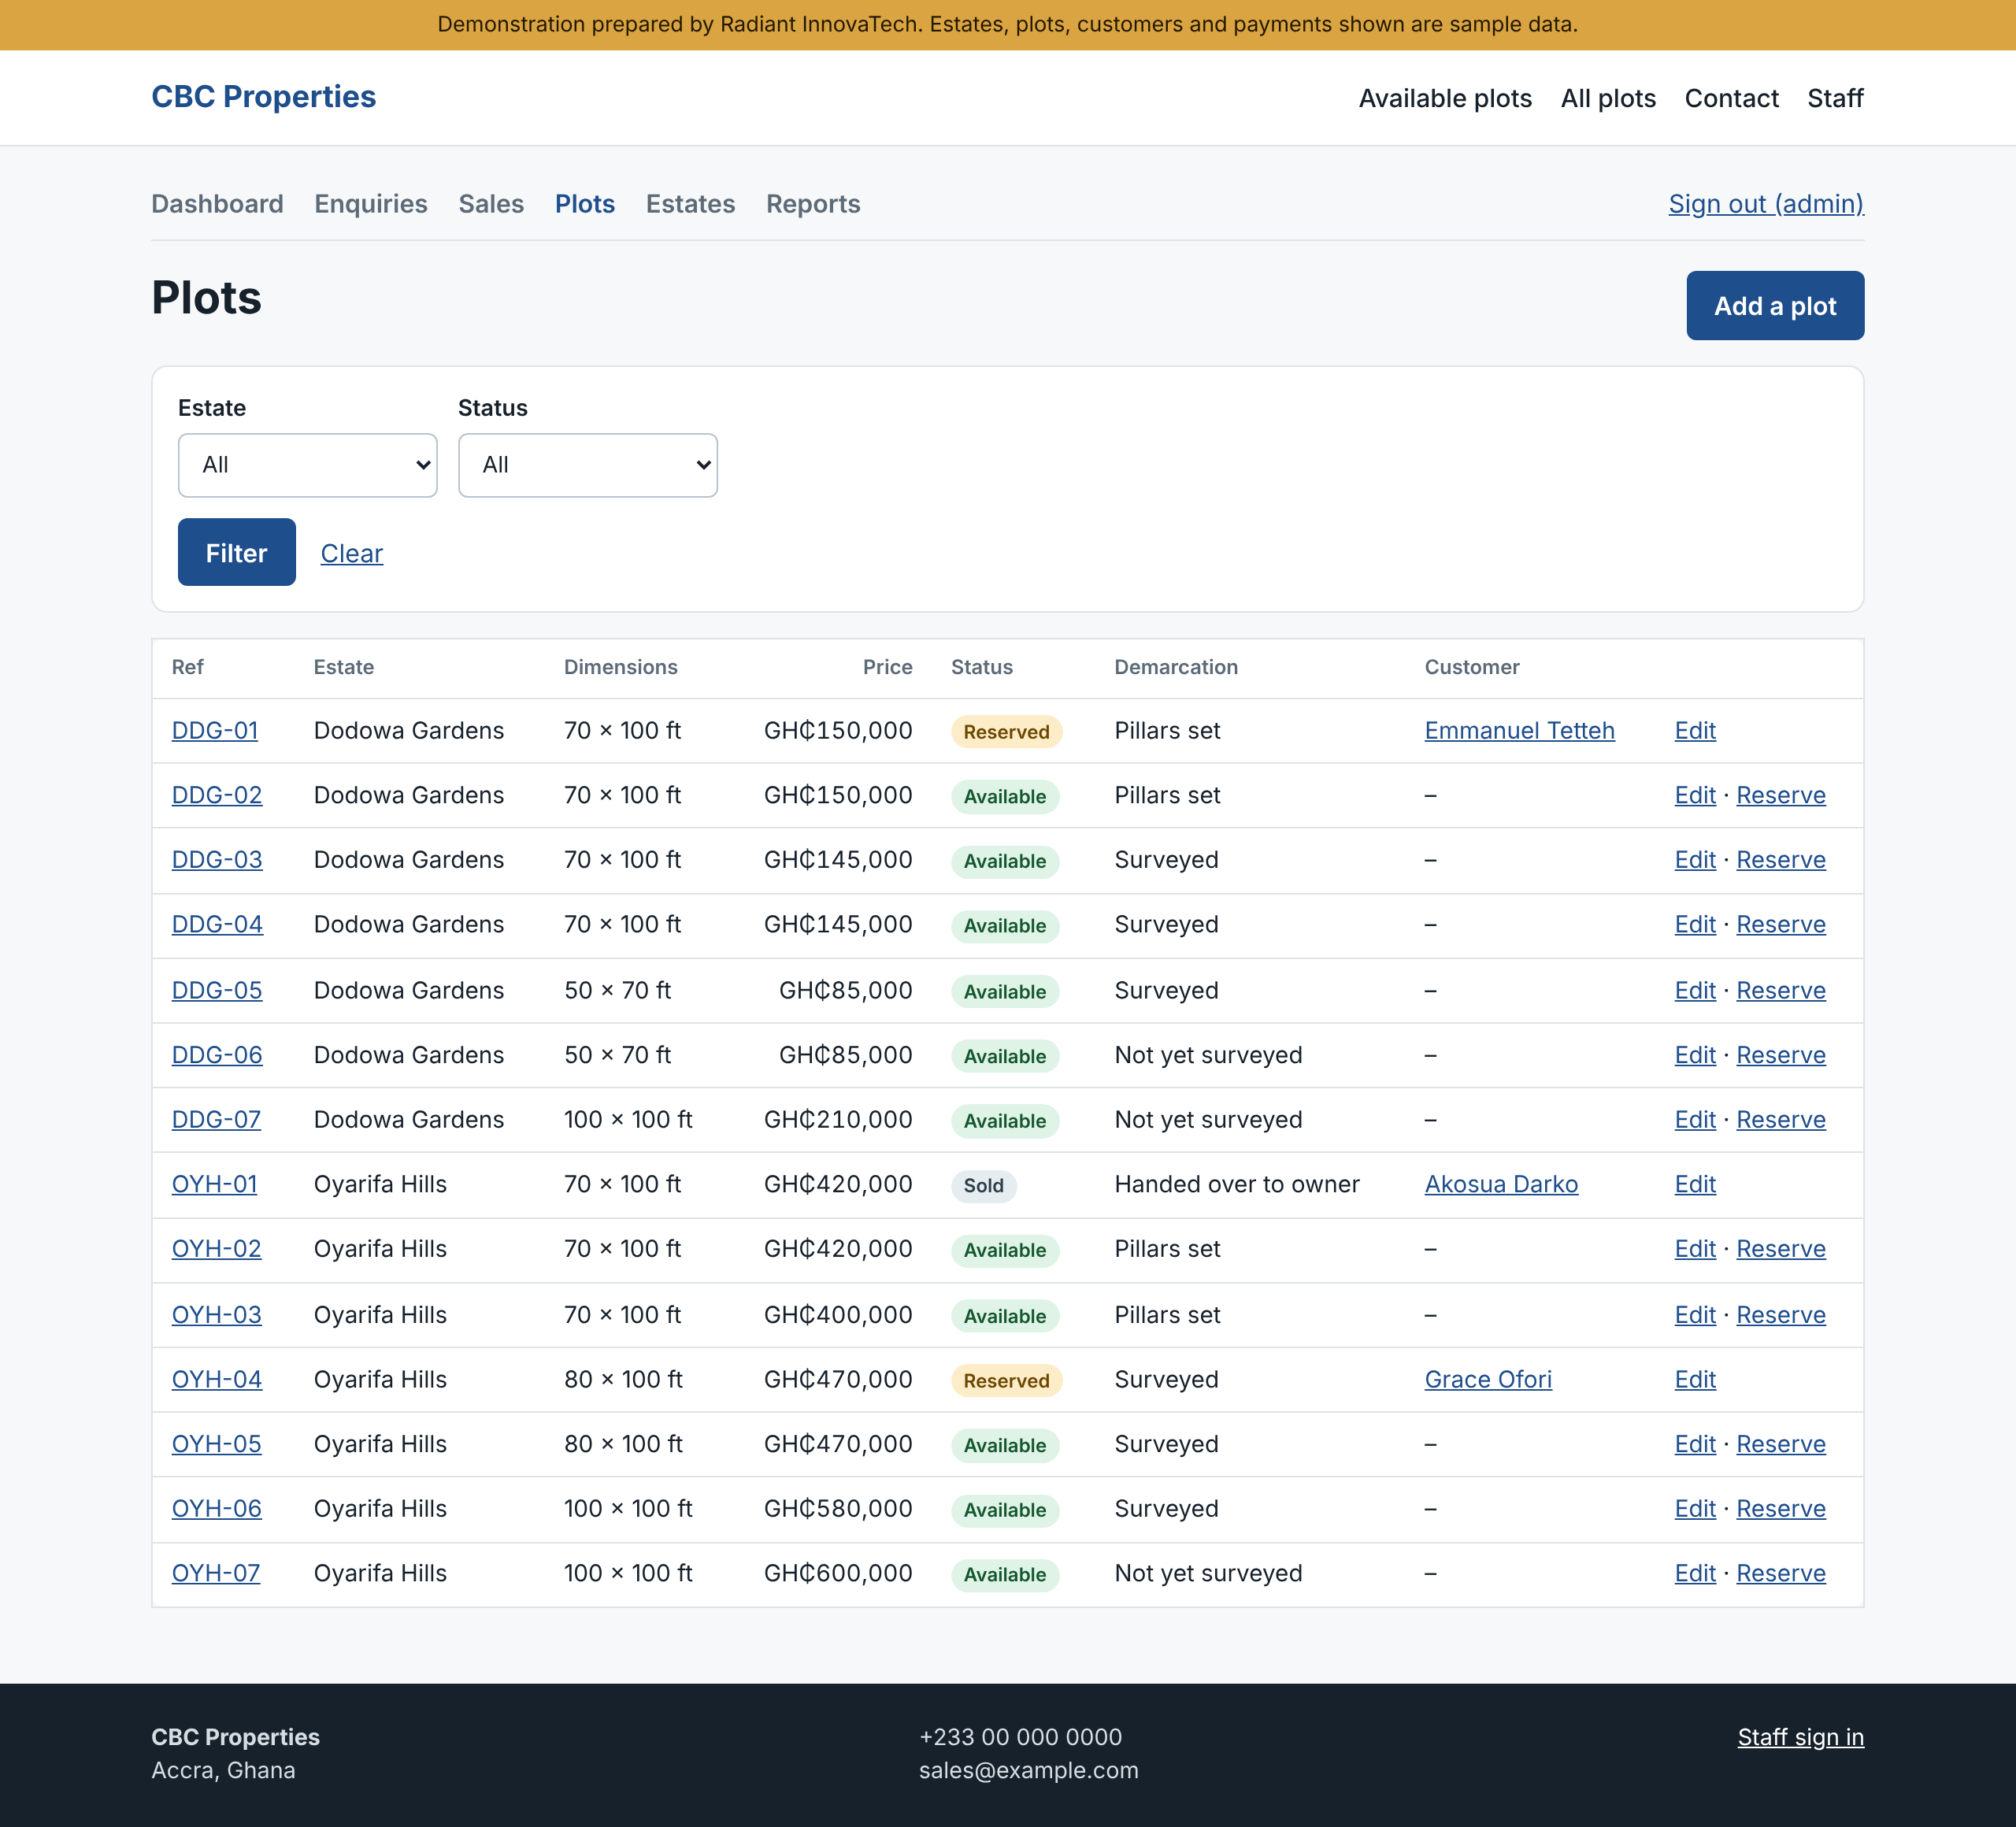 Demonstration prepared by Radiant InnovaTech. Estates, plots, customers and payments shown are sample data.
CBC Properties
Available plots All plots Contact Staff
Dashboard Enquiries Sales Plots Estates Reports Sign out (admin)
Plots
Add a plot
Estate Status
All All
Filter Clear
Ref Estate Dimensions Price Status Demarcation Customer
DDG-01 Dodowa Gardens 70 × 100 ft GH₵150,000 Reserved Pillars set Emmanuel Tetteh Edit
DDG-02 Dodowa Gardens 70 × 100 ft GH₵150,000 Available Pillars set – Edit · Reserve
DDG-03 Dodowa Gardens 70 × 100 ft GH₵145,000 Available Surveyed – Edit · Reserve
DDG-04 Dodowa Gardens 70 × 100 ft GH₵145,000 Available Surveyed – Edit · Reserve
DDG-05 Dodowa Gardens 50 × 70 ft GH₵85,000 Available Surveyed – Edit · Reserve
DDG-06 Dodowa Gardens 50 × 70 ft GH₵85,000 Available Not yet surveyed – Edit · Reserve
DDG-07 Dodowa Gardens 100 × 100 ft GH₵210,000 Available Not yet surveyed – Edit · Reserve
OYH-01 Oyarifa Hills 70 × 100 ft GH₵420,000 Sold Handed over to owner Akosua Darko Edit
OYH-02 Oyarifa Hills 70 × 100 ft GH₵420,000 Available Pillars set – Edit · Reserve
OYH-03 Oyarifa Hills 70 × 100 ft GH₵400,000 Available Pillars set – Edit · Reserve
OYH-04 Oyarifa Hills 80 × 100 ft GH₵470,000 Reserved Surveyed Grace Ofori Edit
OYH-05 Oyarifa Hills 80 × 100 ft GH₵470,000 Available Surveyed – Edit · Reserve
OYH-06 Oyarifa Hills 100 × 100 ft GH₵580,000 Available Surveyed – Edit · Reserve
OYH-07 Oyarifa Hills 100 × 100 ft GH₵600,000 Available Not yet surveyed – Edit · Reserve
CBC Properties +233 00 000 0000 Staff sign in
Accra, Ghana sales@example.com